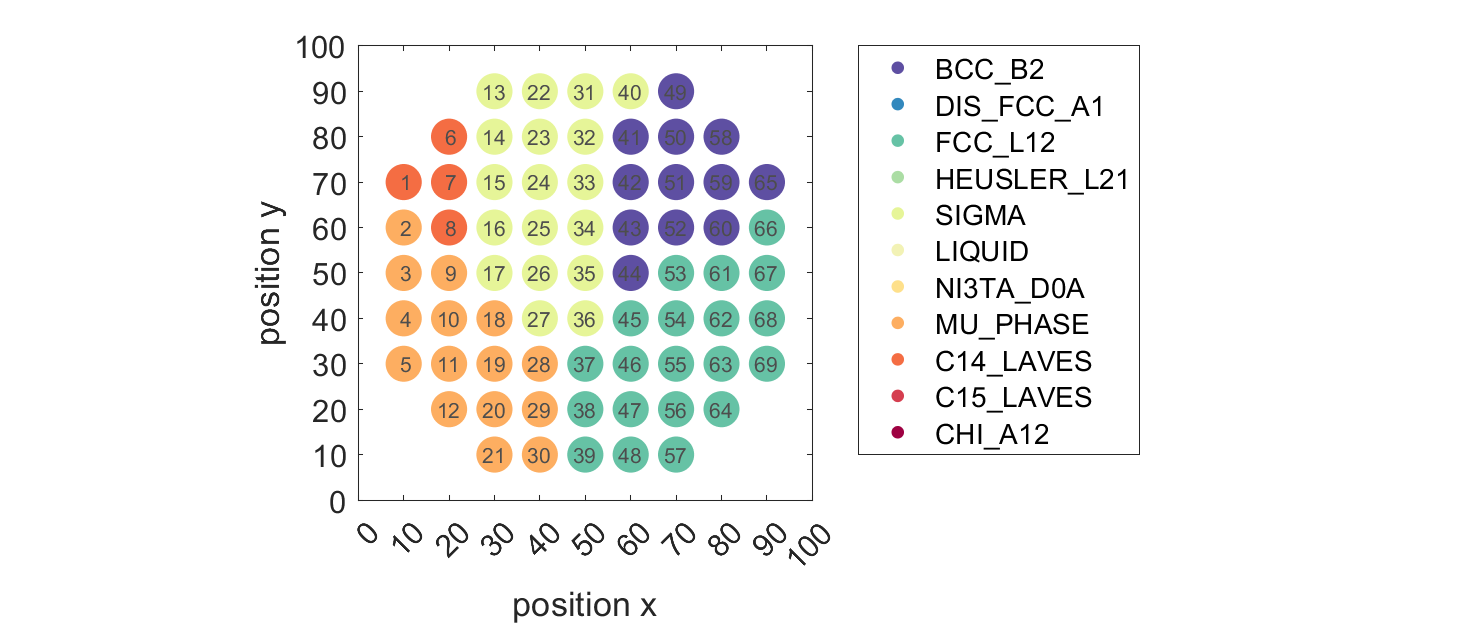 100
90 13 22 31 40 49
80 6 14 23 32 41 50 58
70 1 7 15 24 33 42 51 59 65
60 2 8 16 25 34 43 52 60 66
50 3 9 17 26 35 44 53 61 67
40 4 10 18 27 36 45 54 62 68
30 5 11 19 28 37 46 55 63 69
20 12 20 29 38 47 56 64
10 21 30 39 48 57
0
0 10 20 30 40 50 60 70 80 90 100
position x
position y
BCC_B2
DIS_FCC_A1
FCC_L12
HEUSLER_L21
SIGMA
LIQUID
NI3TA_D0A
MU_PHASE
C14_LAVES
C15_LAVES
CHI_A12